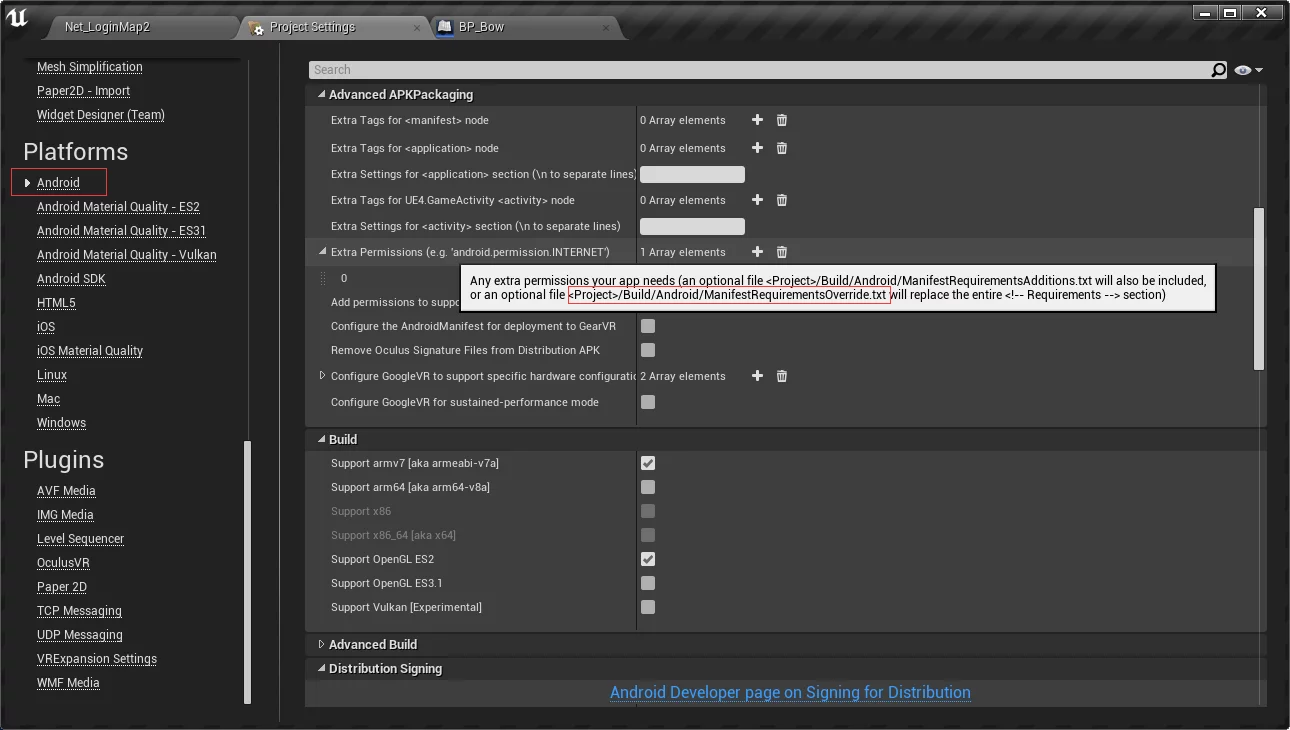 Net_LoginMap2
Project Settings
BP_Bow
Mesh Simplification
Paper2D - Import
Widget Designer (Team)
Platforms
Android
Android Material Quality - ES2
Android Material Quality - ES31
Android Material Quality - Vulkan
Android SDK
HTML5
iOS
iOS Material Quality
Linux
Mac
Windows
Plugins
AVF Media
IMG Media
Level Sequencer
OculusVR
Paper 2D
TCP Messaging
UDP Messaging
VRExpansion Settings
WMF Media
Search
Advanced APKPackaging
Extra Tags for <manifest> node 0 Array elements
Extra Tags for <application> node 0 Array elements
Extra Settings for <application> section (\n to separate lines)
Extra Tags for UE4.GameActivity <activity> node 0 Array elements
Extra Settings for <activity> section (\n to separate lines)
Extra Permissions (e.g. 'android.permission.INTERNET') 1 Array elements
0
Any extra permissions your app needs (an optional file <Project>/Build/Android/ManifestRequirementsAdditions.txt will also be included,
or an optional file <Project>/Build/Android/ManifestRequirementsOverride.txt will replace the entire <!-- Requirements --> section)
Add permissions to suppo
Configure the AndroidManifest for deployment to GearVR
Remove Oculus Signature Files from Distribution APK
Configure GoogleVR to support specific hardware configuratio 2 Array elements
Configure GoogleVR for sustained-performance mode
Build
Support armv7 [aka armeabi-v7a]
Support arm64 [aka arm64-v8a]
Support x86
Support x86_64 [aka x64]
Support OpenGL ES2
Support OpenGL ES3.1
Support Vulkan [Experimental]
Advanced Build
Distribution Signing
Android Developer page on Signing for Distribution